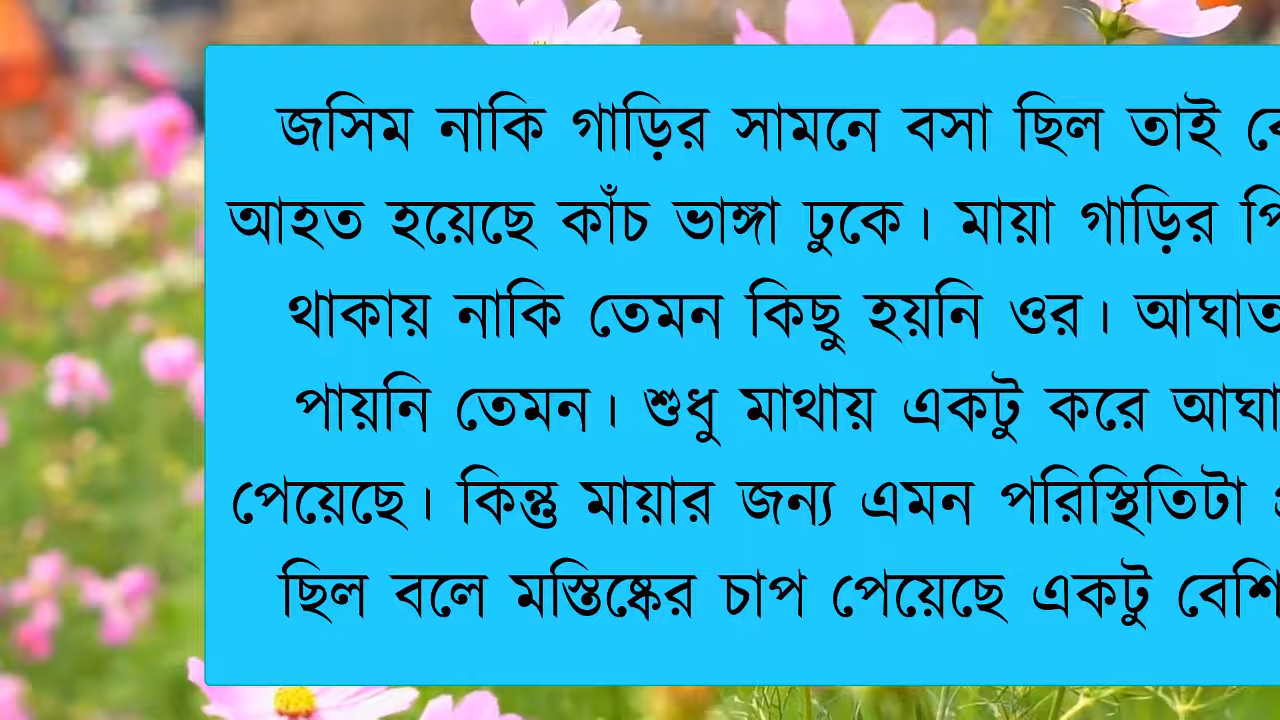 জসিম নাকি গাড়ির সামনে বসা ছিল তাই
আহত হয়েছে কাঁচ ভাঙ্গা ঢুকে। মায়া গাড়ির
থাকায় নাকি তেমন কিছু হয়নি ওর। আঘাত
পায়নি তেমন। শুধু মাথায় একটু করে
পেয়েছে। কিন্তু মায়ার জন্য এমন পরিস্থিতিটা
ছিল বলে মস্তিষ্কের চাপ পেয়েছে একটু বেশি